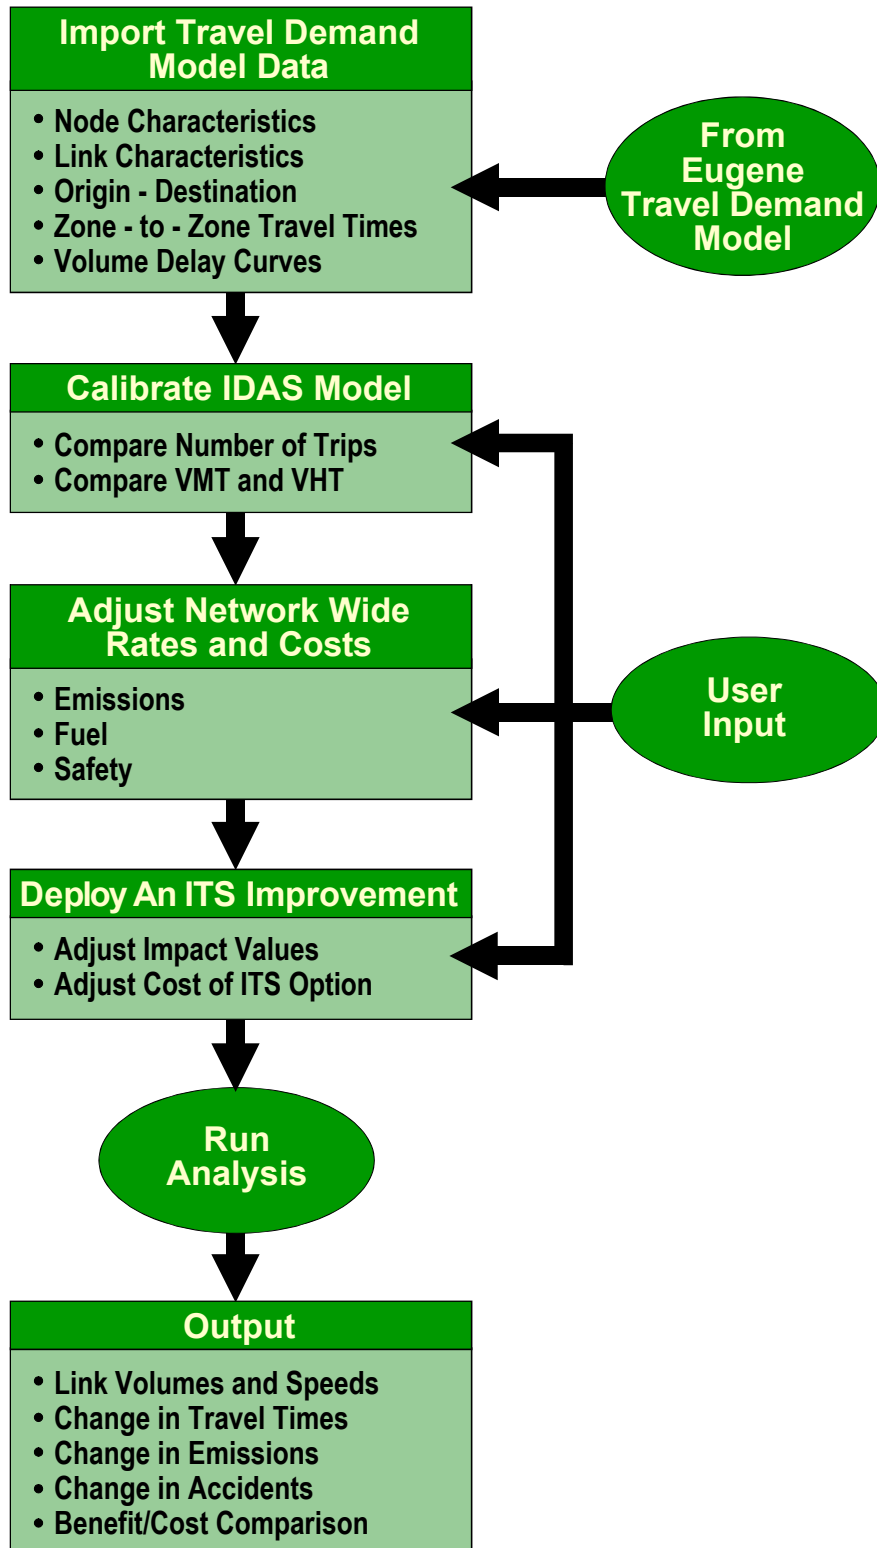 Import Travel Demand
Model Data
• Node Characteristics
• Link Characteristics
• Origin - Destination
• Zone - to - Zone Travel Times
• Volume Delay Curves
From
Eugene
Travel Demand
Model
Calibrate IDAS Model
• Compare Number of Trips
• Compare VMT and VHT
Adjust Network Wide
Rates and Costs
• Emissions
• Fuel
• Safety
User
Input
Deploy An ITS Improvement
• Adjust Impact Values
• Adjust Cost of ITS Option
Run
Analysis
Output
• Link Volumes and Speeds
• Change in Travel Times
• Change in Emissions
• Change in Accidents
• Benefit/Cost Comparison